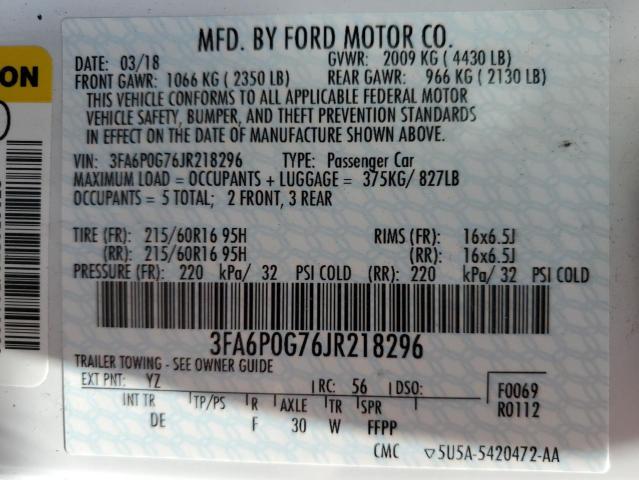 MFD. BY FORD MOTOR CO.
DATE: 03/18 GVWR: 2009 KG ( 4430 LB)
FRONT GAWR: 1066 KG ( 2350 LB) REAR GAWR: 966 KG ( 2130 LB)
THIS VEHICLE CONFORMS TO ALL APPLICABLE FEDERAL MOTOR
VEHICLE SAFETY, BUMPER, AND THEFT PREVENTION STANDARDS
IN EFFECT ON THE DATE OF MANUFACTURE SHOWN ABOVE.
VIN: 3FA6P0G76JR218296 TYPE: Passenger Car
MAXIMUM LOAD = OCCUPANTS + LUGGAGE = 375KG/ 827LB
OCCUPANTS = 5 TOTAL; 2 FRONT, 3 REAR
TIRE (FR): 215/60R16 95H RIMS (FR): 16x6.5J
(RR): 215/60R16 95H (RR): 16x6.5J
PRESSURE (FR): 220 kPa/ 32 PSI COLD (RR): 220 kPa/ 32 PSI COLD
3FA6P0G76JR218296
TRAILER TOWING - SEE OWNER GUIDE
EXT PNT: YZ RC: 56 DSO:
F0069
R0112
INT TR TP/PS R AXLE TR SPR
DE F 30 W FFPP
CMC ▽5U5A-5420472-AA
ON